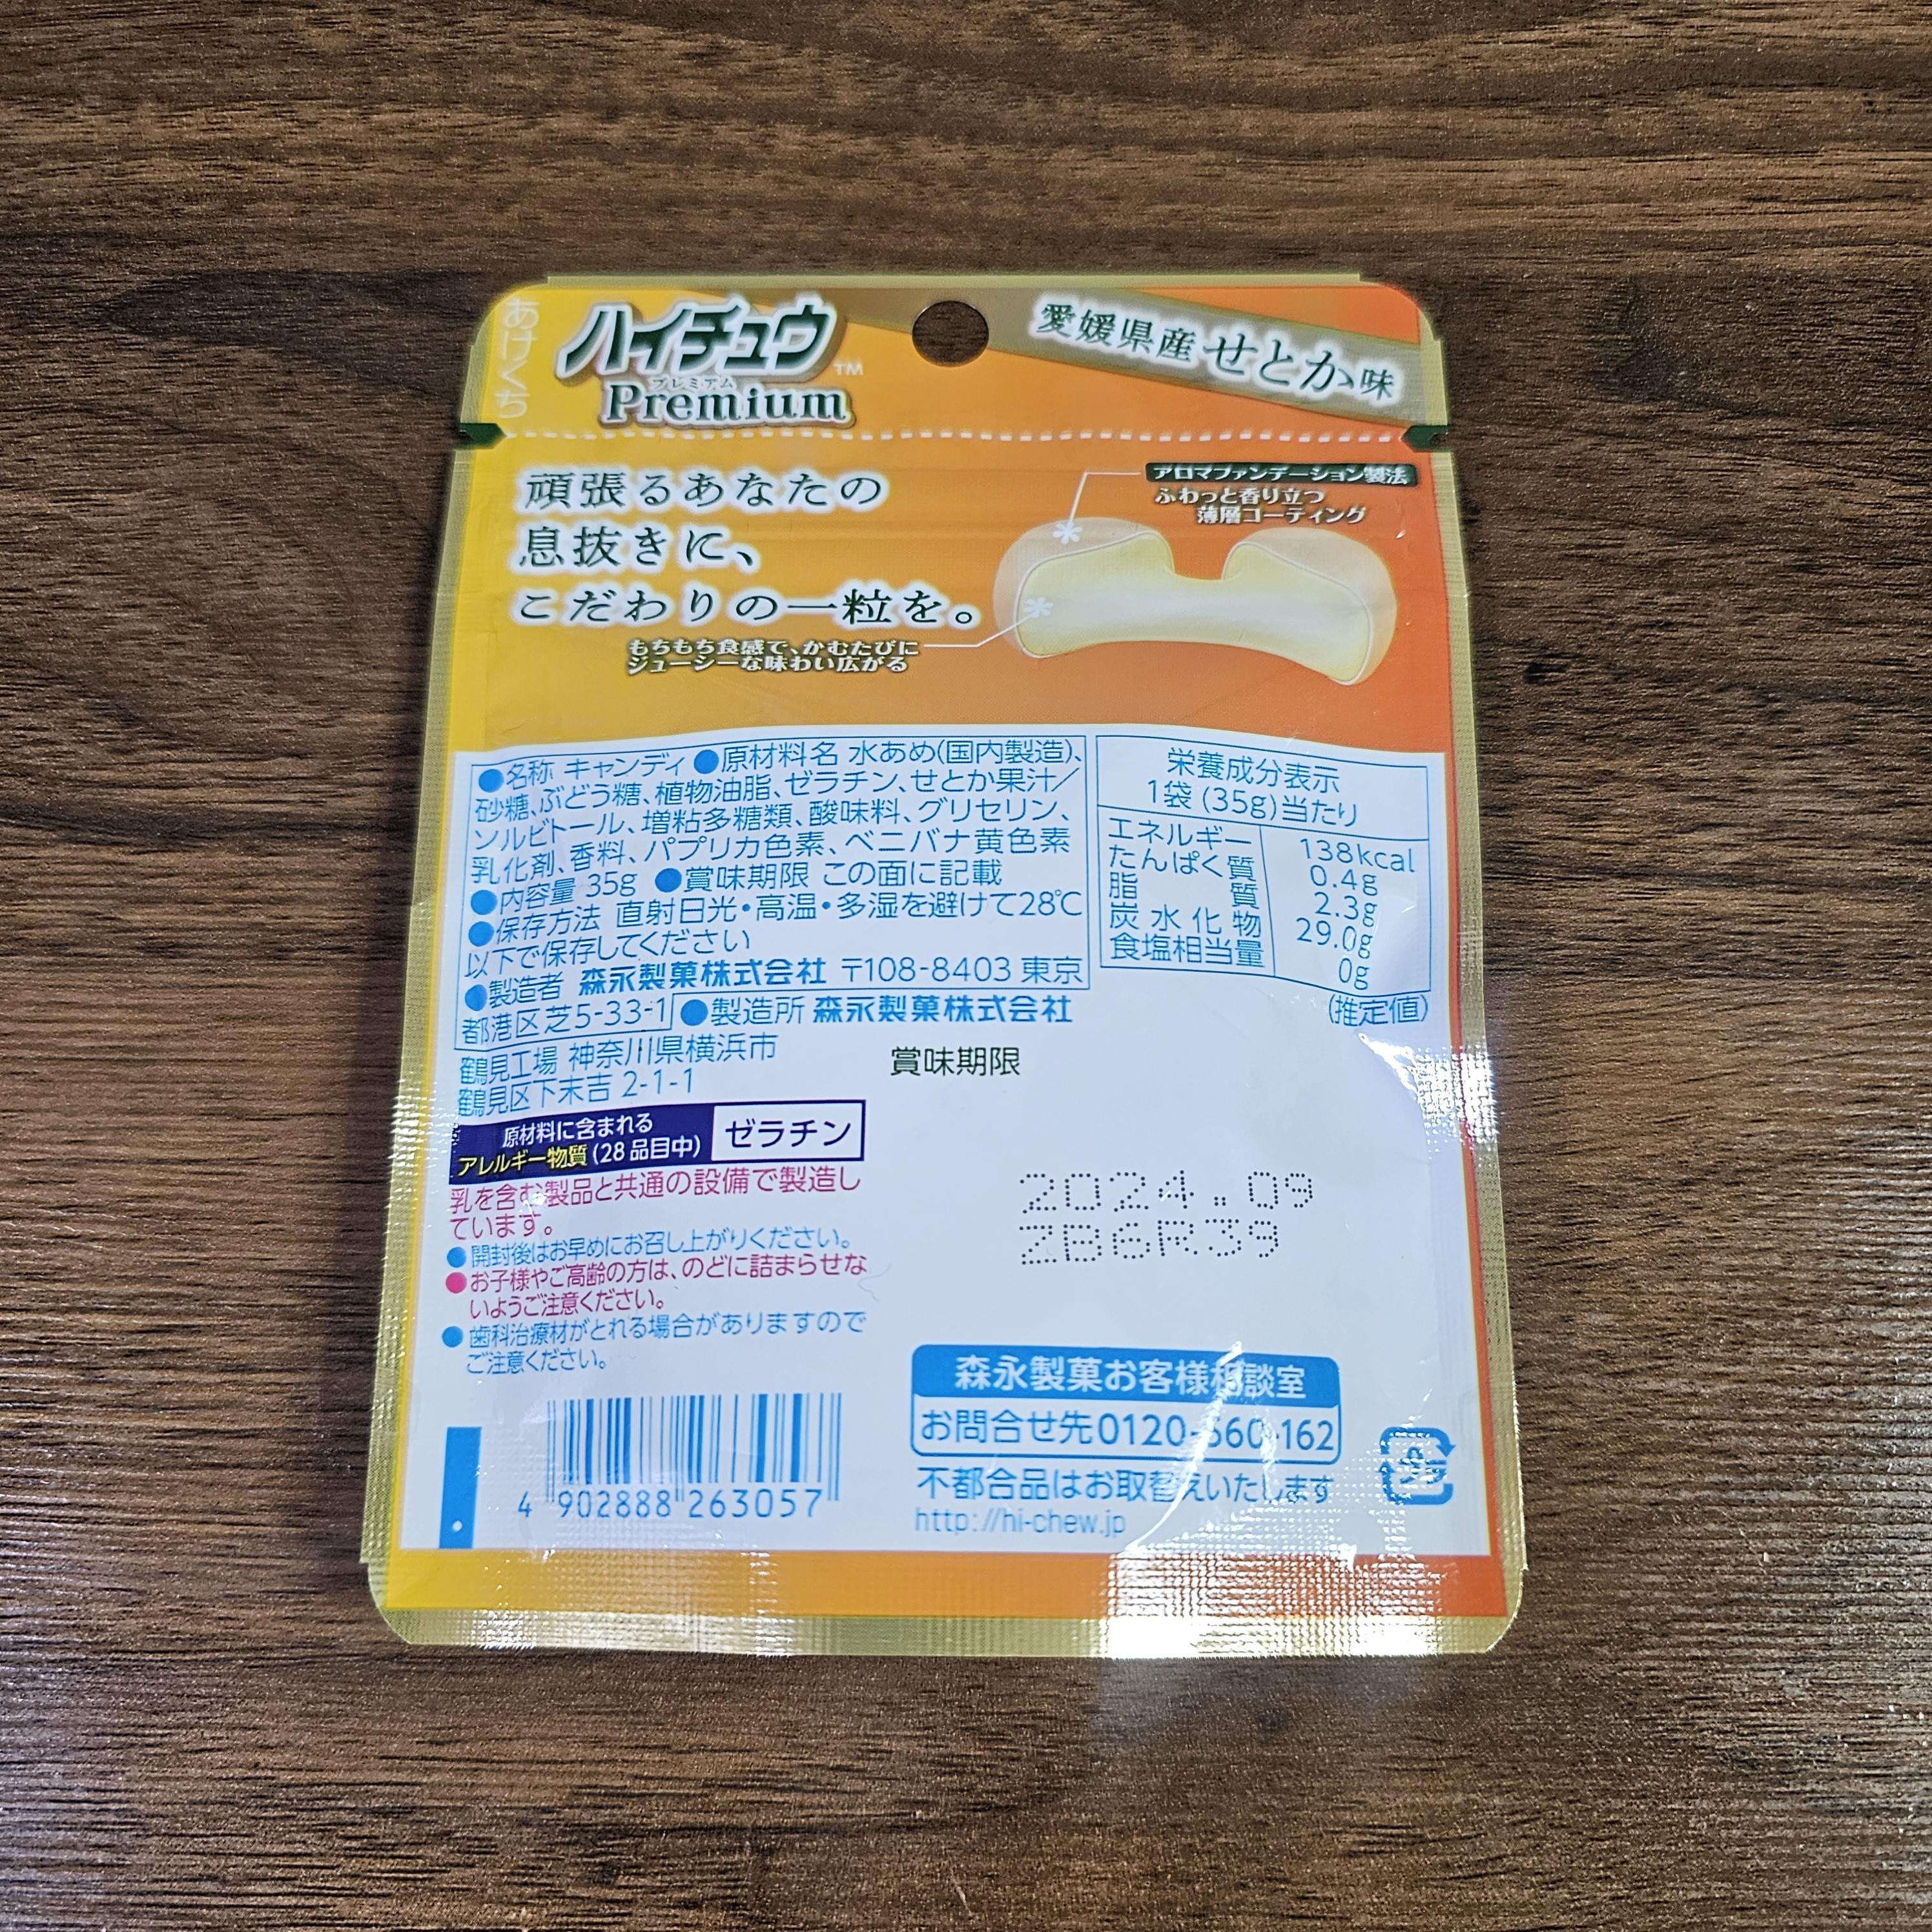 あけくち
ハイチュウ™
プレミアム
Premium
愛媛県産せとか味
頑張るあなたの
息抜きに、
こだわりの一粒を。
アロマファンデーション製法
ふわっと香り立つ
薄層コーティング
もちもち食感で、かむたびに
ジューシーな味わい広がる
●名称 キャンディ ●原材料名 水あめ(国内製造)、
砂糖、ぶどう糖、植物油脂、ゼラチン、せとか果汁／
ソルビトール、増粘多糖類、酸味料、グリセリン、
乳化剤、香料、パプリカ色素、ベニバナ黄色素
●内容量 35g ●賞味期限 この面に記載
●保存方法 直射日光・高温・多湿を避けて28℃
以下で保存してください
●製造者 森永製菓株式会社 〒108-8403 東京
都港区芝5-33-1 ●製造所 森永製菓株式会社
鶴見工場 神奈川県横浜市
鶴見区下末吉 2-1-1
栄養成分表示
1袋 (35g)当たり
エネルギー 138kcal
たんぱく質 0.4g
脂質 2.3g
炭水化物 29.0g
食塩相当量 0g
(推定値)
賞味期限
2024.09
ZB6R39
原材料に含まれる
アレルギー物質(28品目中)
ゼラチン
乳を含む製品と共通の設備で製造し
ています。
●開封後はお早めにお召し上がりください。
●お子様やご高齢の方は、のどに詰まらせな
いようご注意ください。
●歯科治療材がとれる場合がありますので
ご注意ください。
4 902888 263057
森永製菓お客様相談室
お問合せ先0120-560-162
不都合品はお取替えいたします
http://hi-chew.jp
プラ